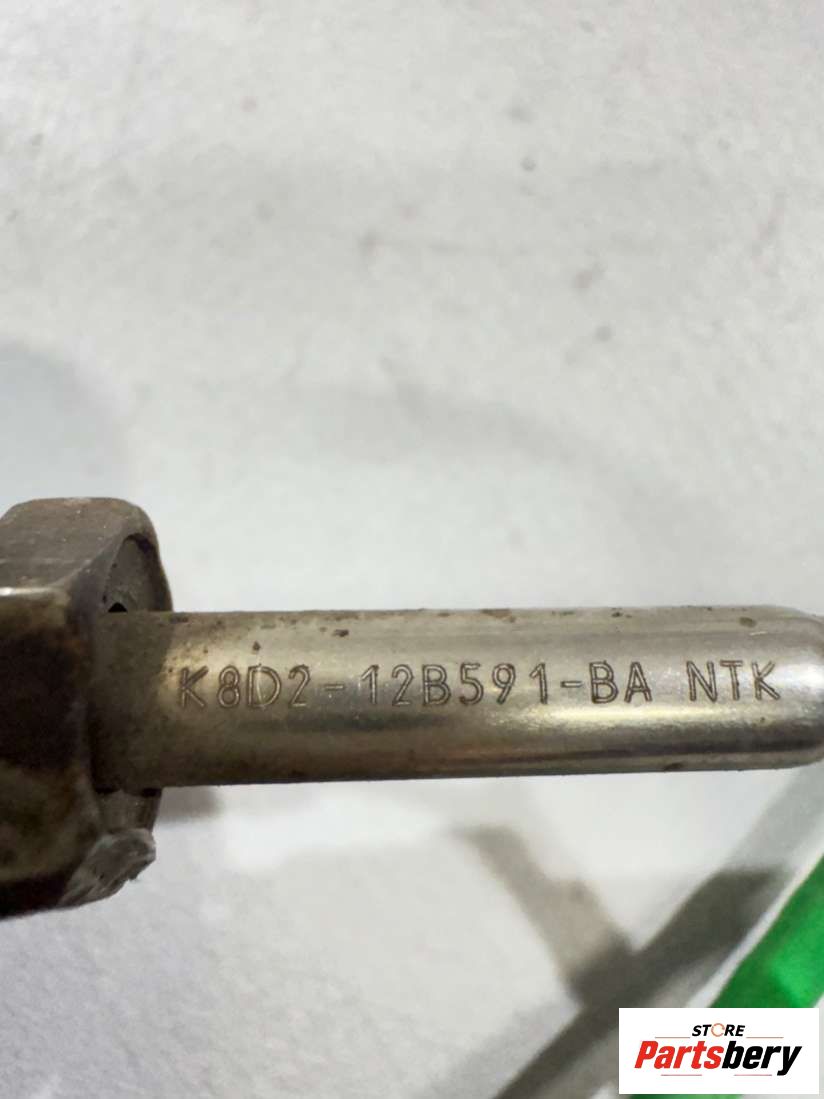 K8D2-12B591-BA NTK
STORE
Partsbery